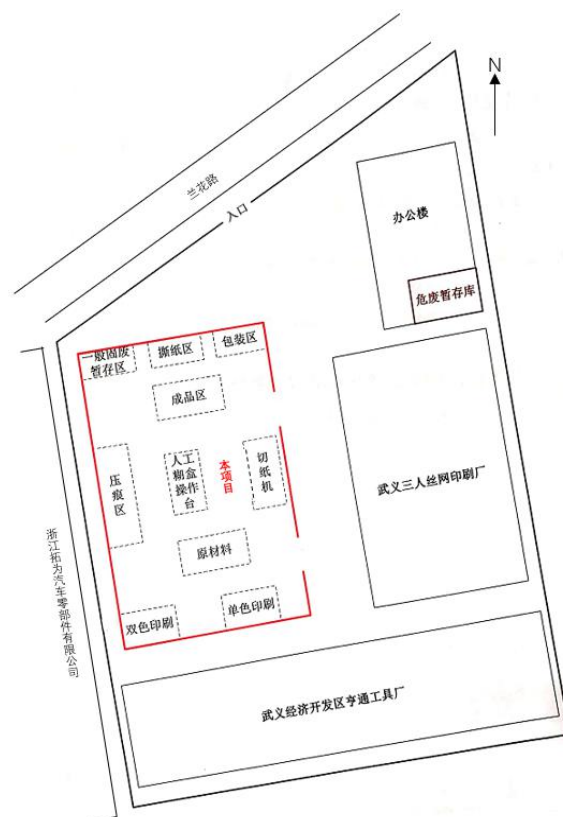 N
兰花路
入口
办公楼
危废暂存库
一般固废
暂存区
撕纸区
包装区
成品区
压痕区
人工
糊盒
操作
台
本项目
切纸机
武义三人丝网印刷厂
原材料
双色印刷
单色印刷
浙江拓为汽车零部件有限公司
武义经济开发区亨通工具厂